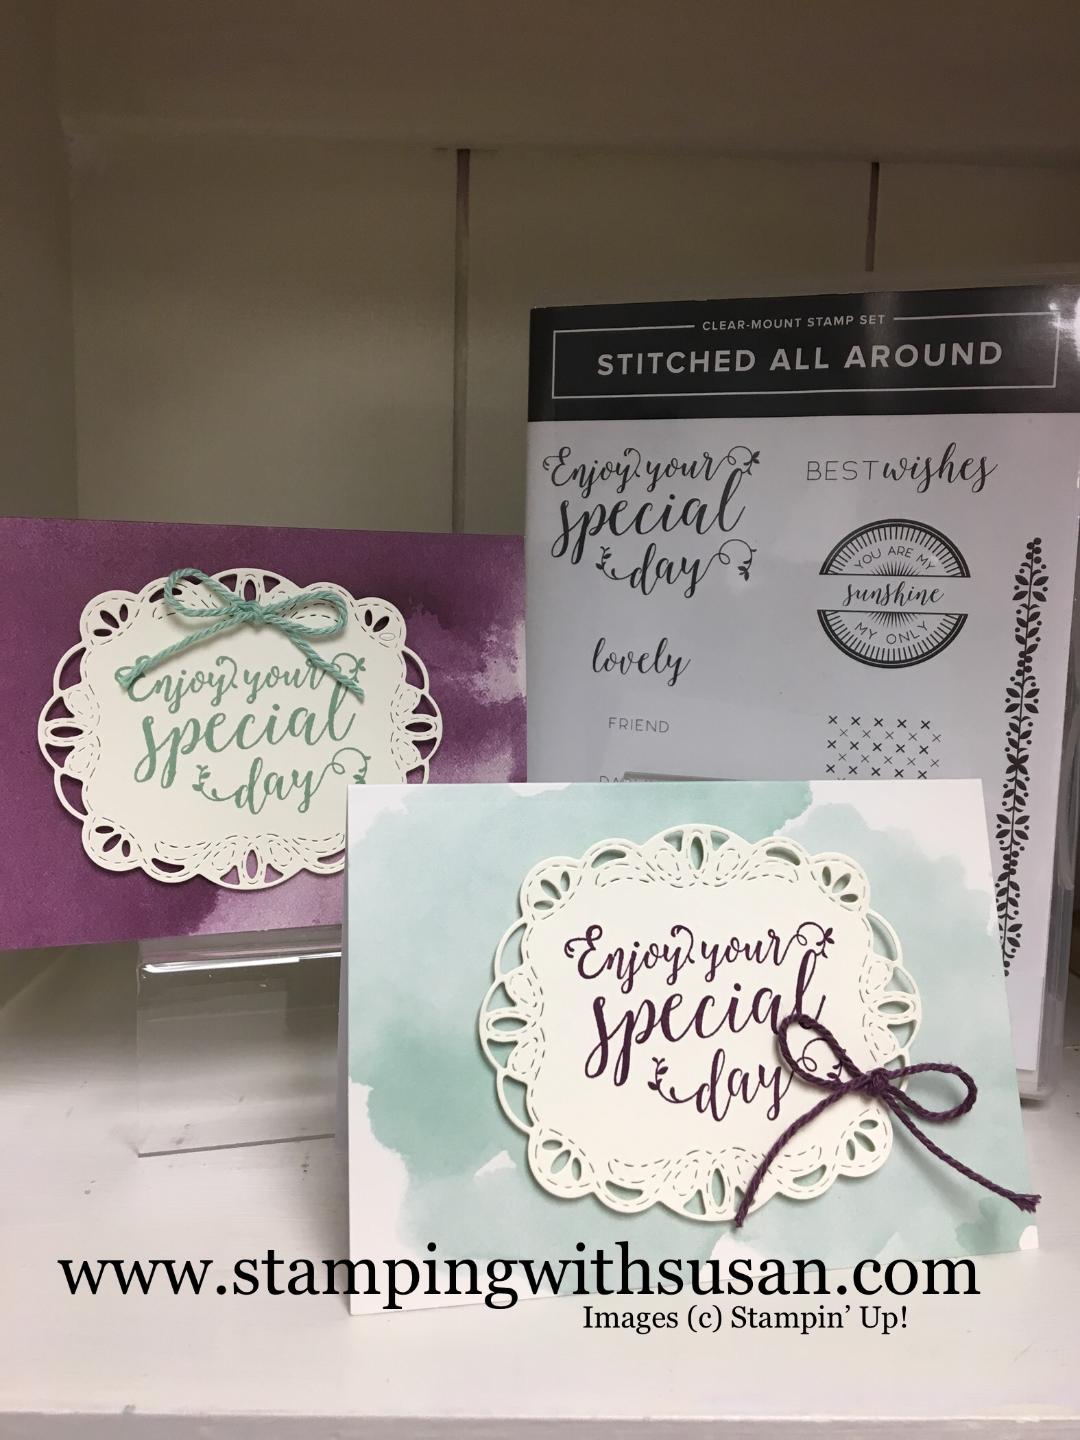 CLEAR-MOUNT STAMP SET
STITCHED ALL AROUND
Enjoy your
special
day
BEST wishes
YOU ARE MY
sunshine
MY ONLY
lovely
FRIEND
Enjoy your
special
day
Enjoy your
special
day
www.stampingwithsusan.com
Images (c) Stampin' Up!